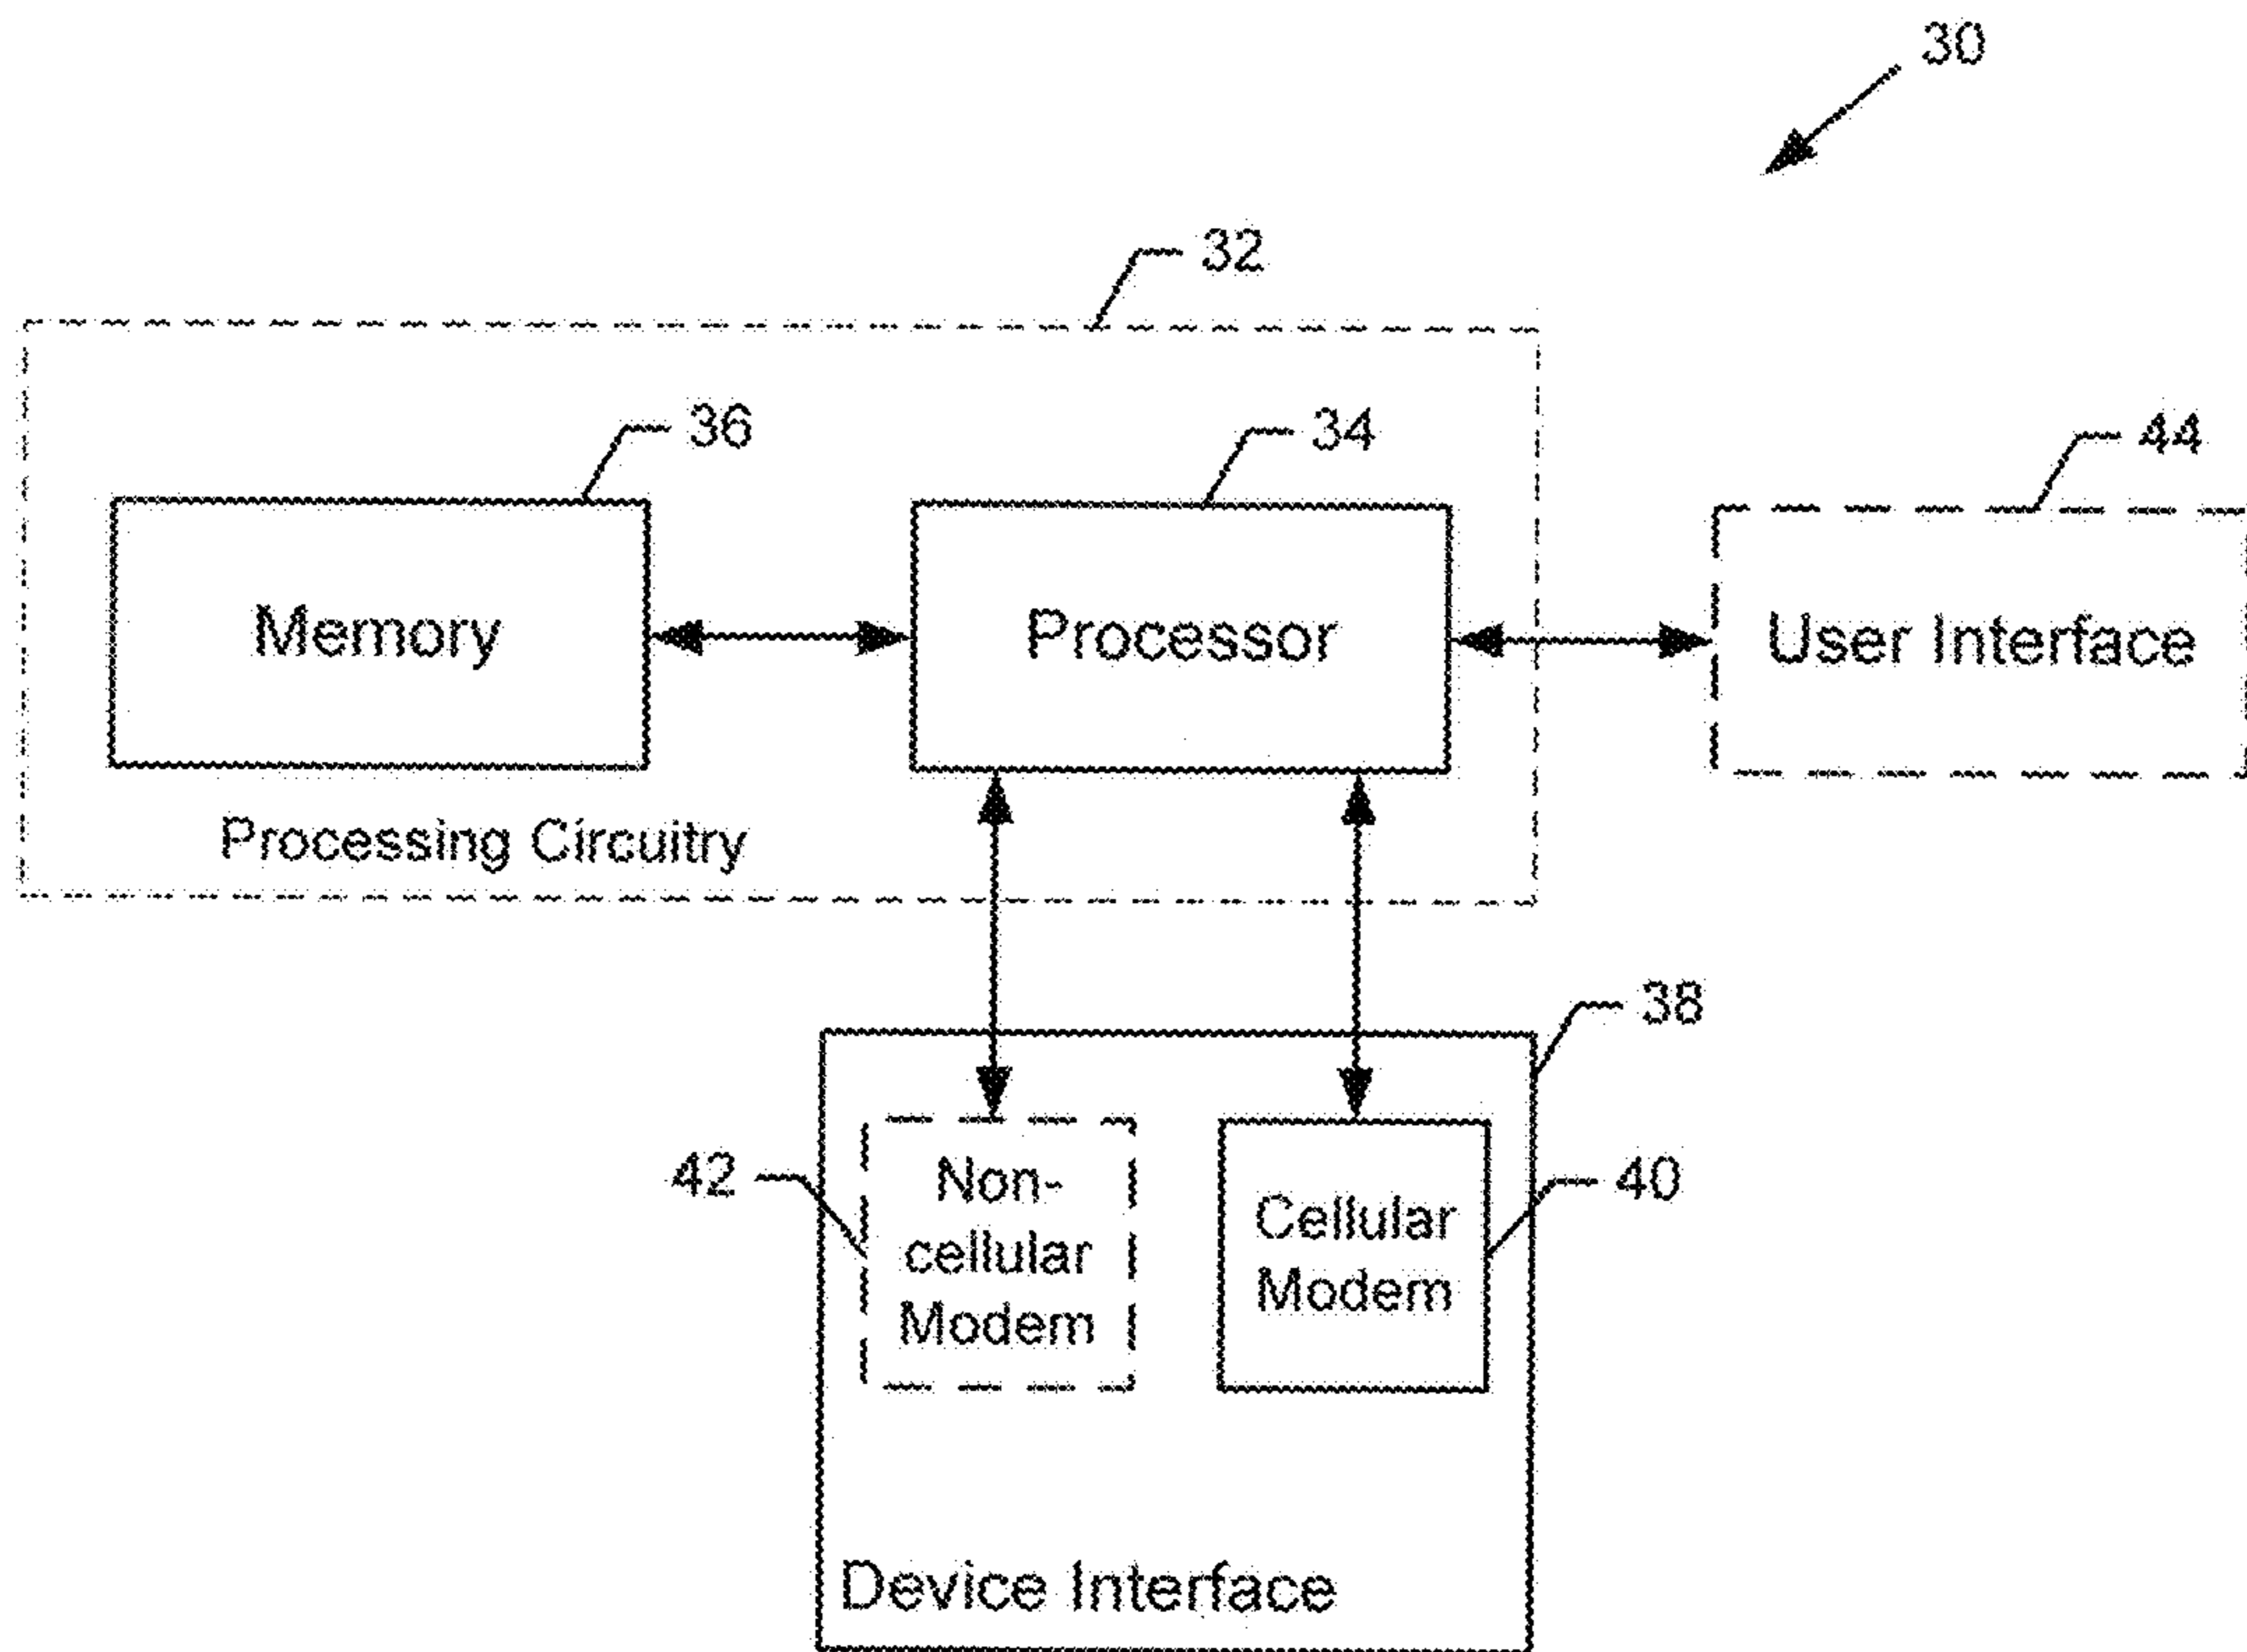 30
32
36
34
44
Memory
Processor
User Interface
Processing Circuitry
38
42
Non-
cellular
Modem
Cellular
Modem
40
Device Interface